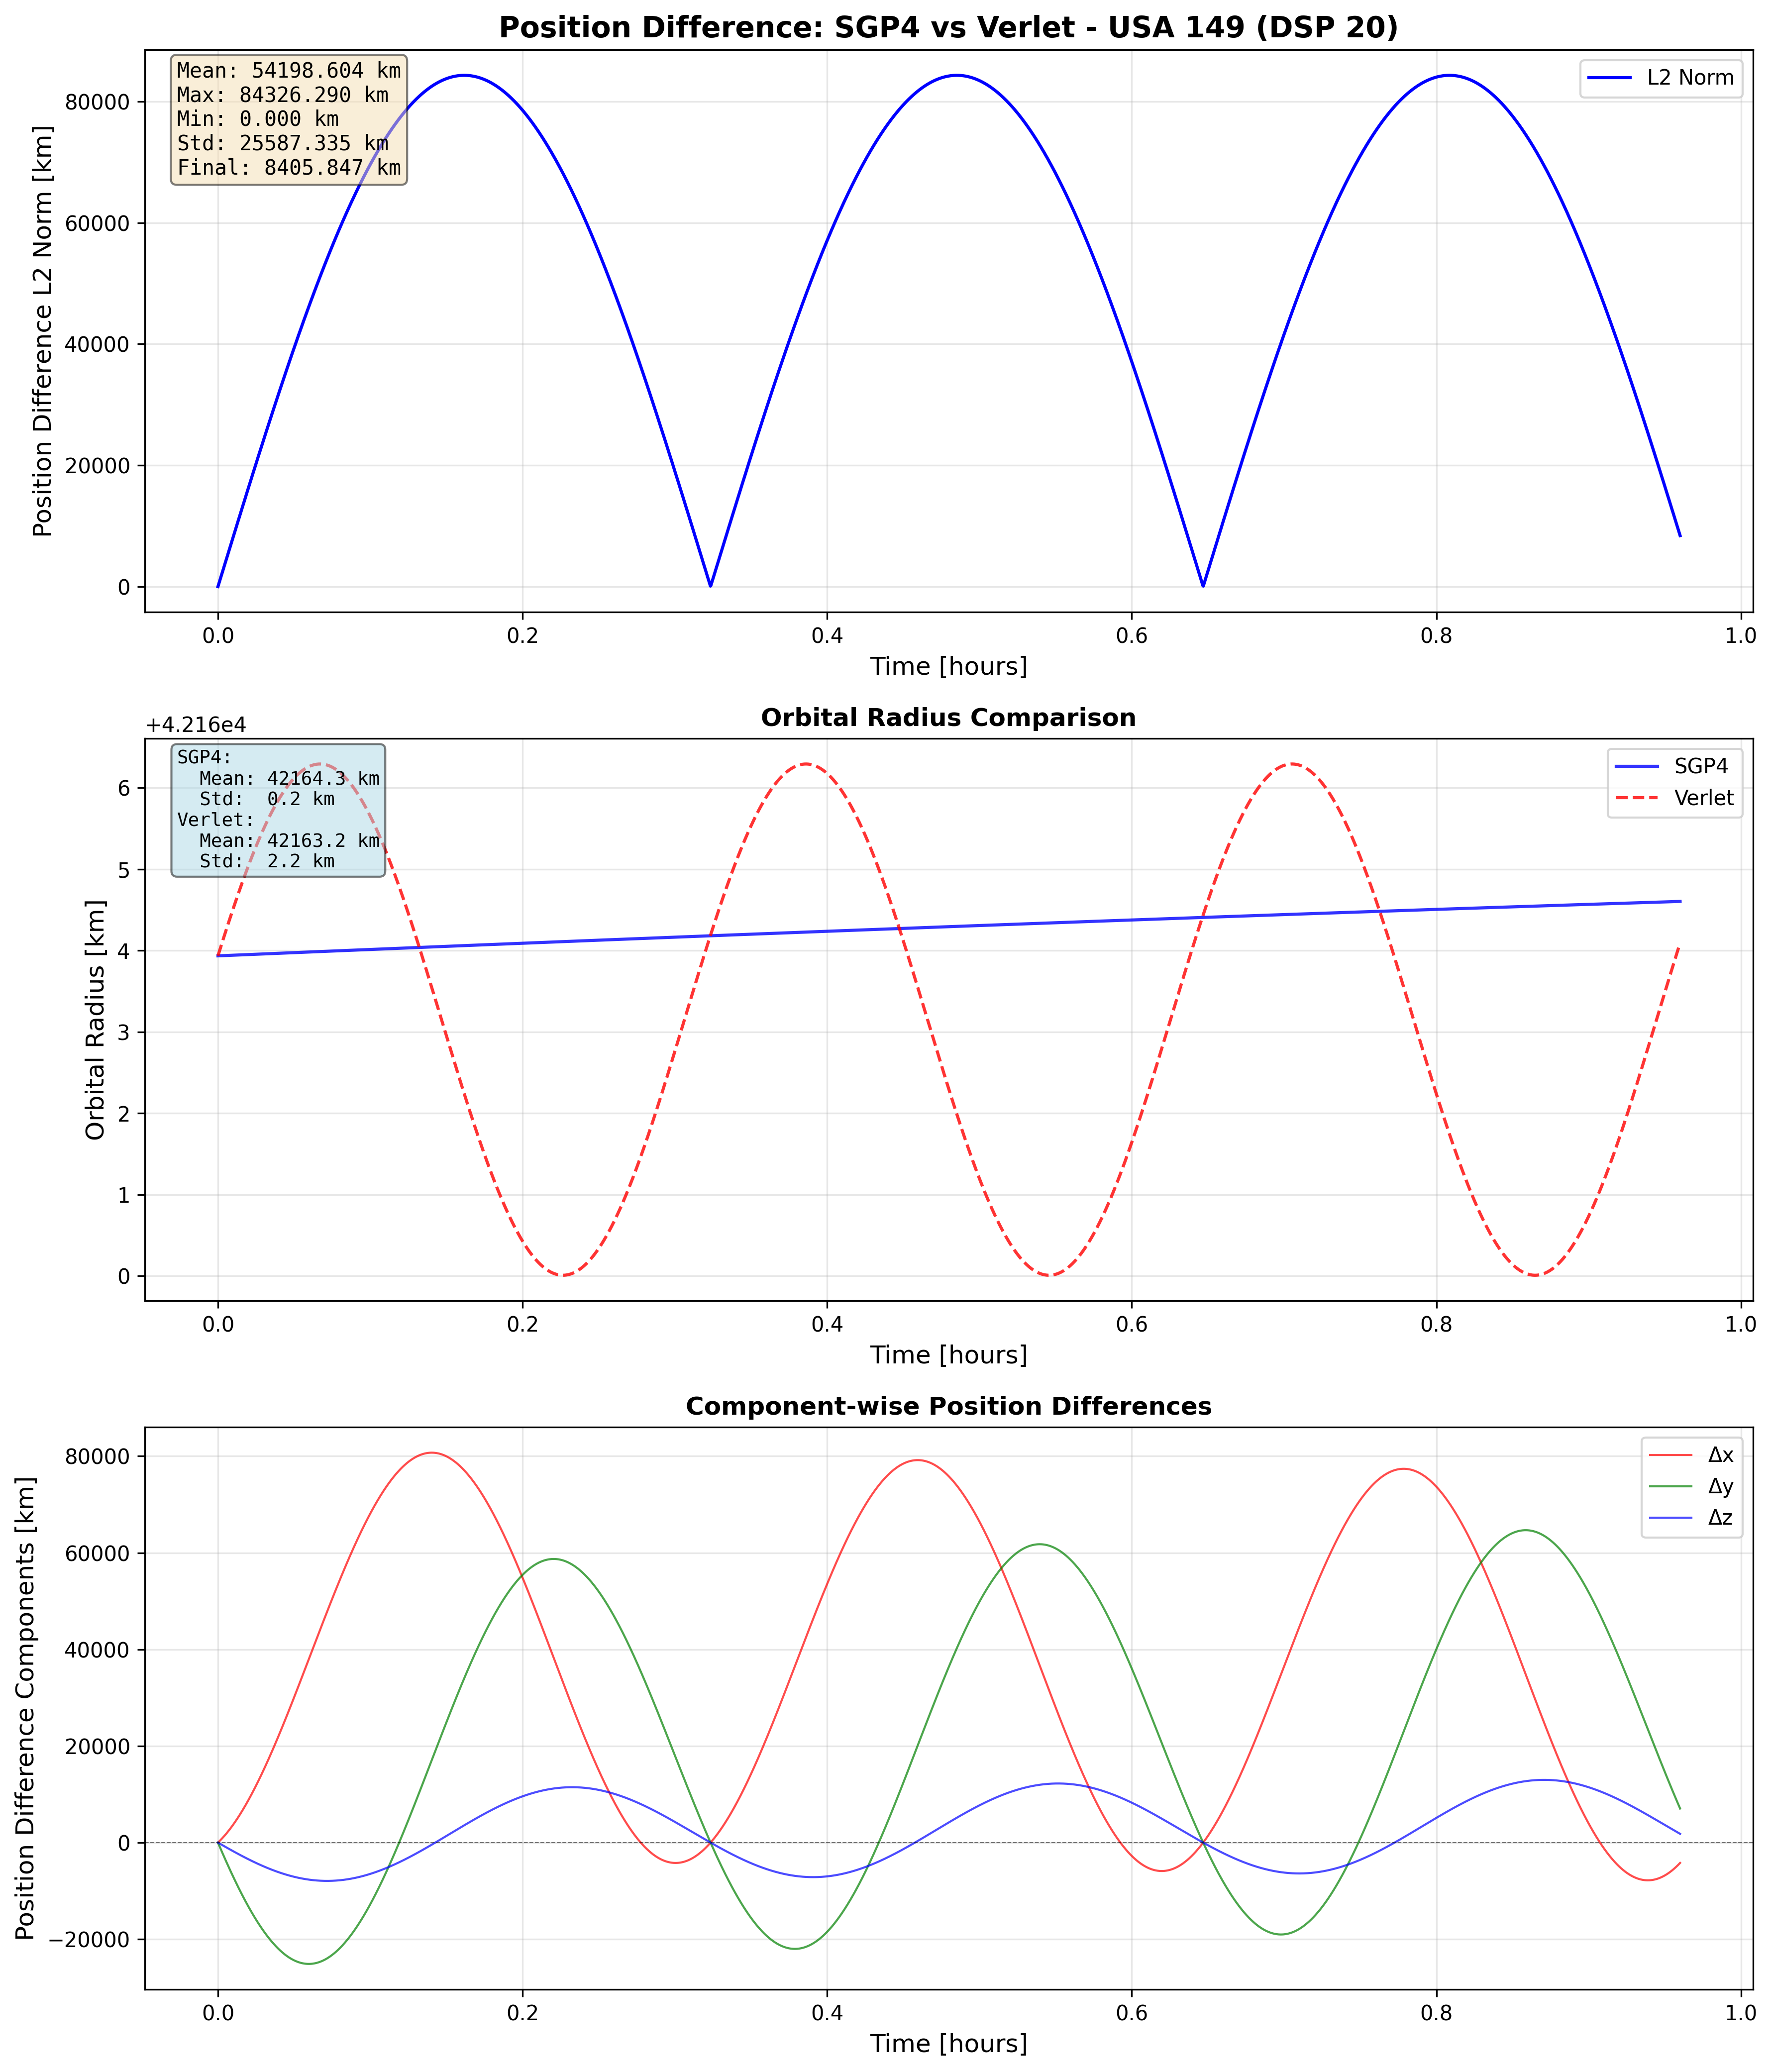 Position Difference: SGP4 vs Verlet - USA 149 (DSP 20)
Mean: 54198.604 km
Max: 84326.290 km
Min: 0.000 km
Std: 25587.335 km
Final: 8405.847 km
L2 Norm
Position Difference L2 Norm [km]
80000
60000
40000
20000
0
0.0 0.2 0.4 0.6 0.8 1.0
Time [hours]
+4.216e4
Orbital Radius Comparison
SGP4:
Mean: 42164.3 km
Std: 0.2 km
Verlet:
Mean: 42163.2 km
Std: 2.2 km
SGP4
Verlet
Orbital Radius [km]
6
5
4
3
2
1
0
0.0 0.2 0.4 0.6 0.8 1.0
Time [hours]
Component-wise Position Differences
Δx
Δy
Δz
Position Difference Components [km]
80000
60000
40000
20000
0
−20000
0.0 0.2 0.4 0.6 0.8 1.0
Time [hours]